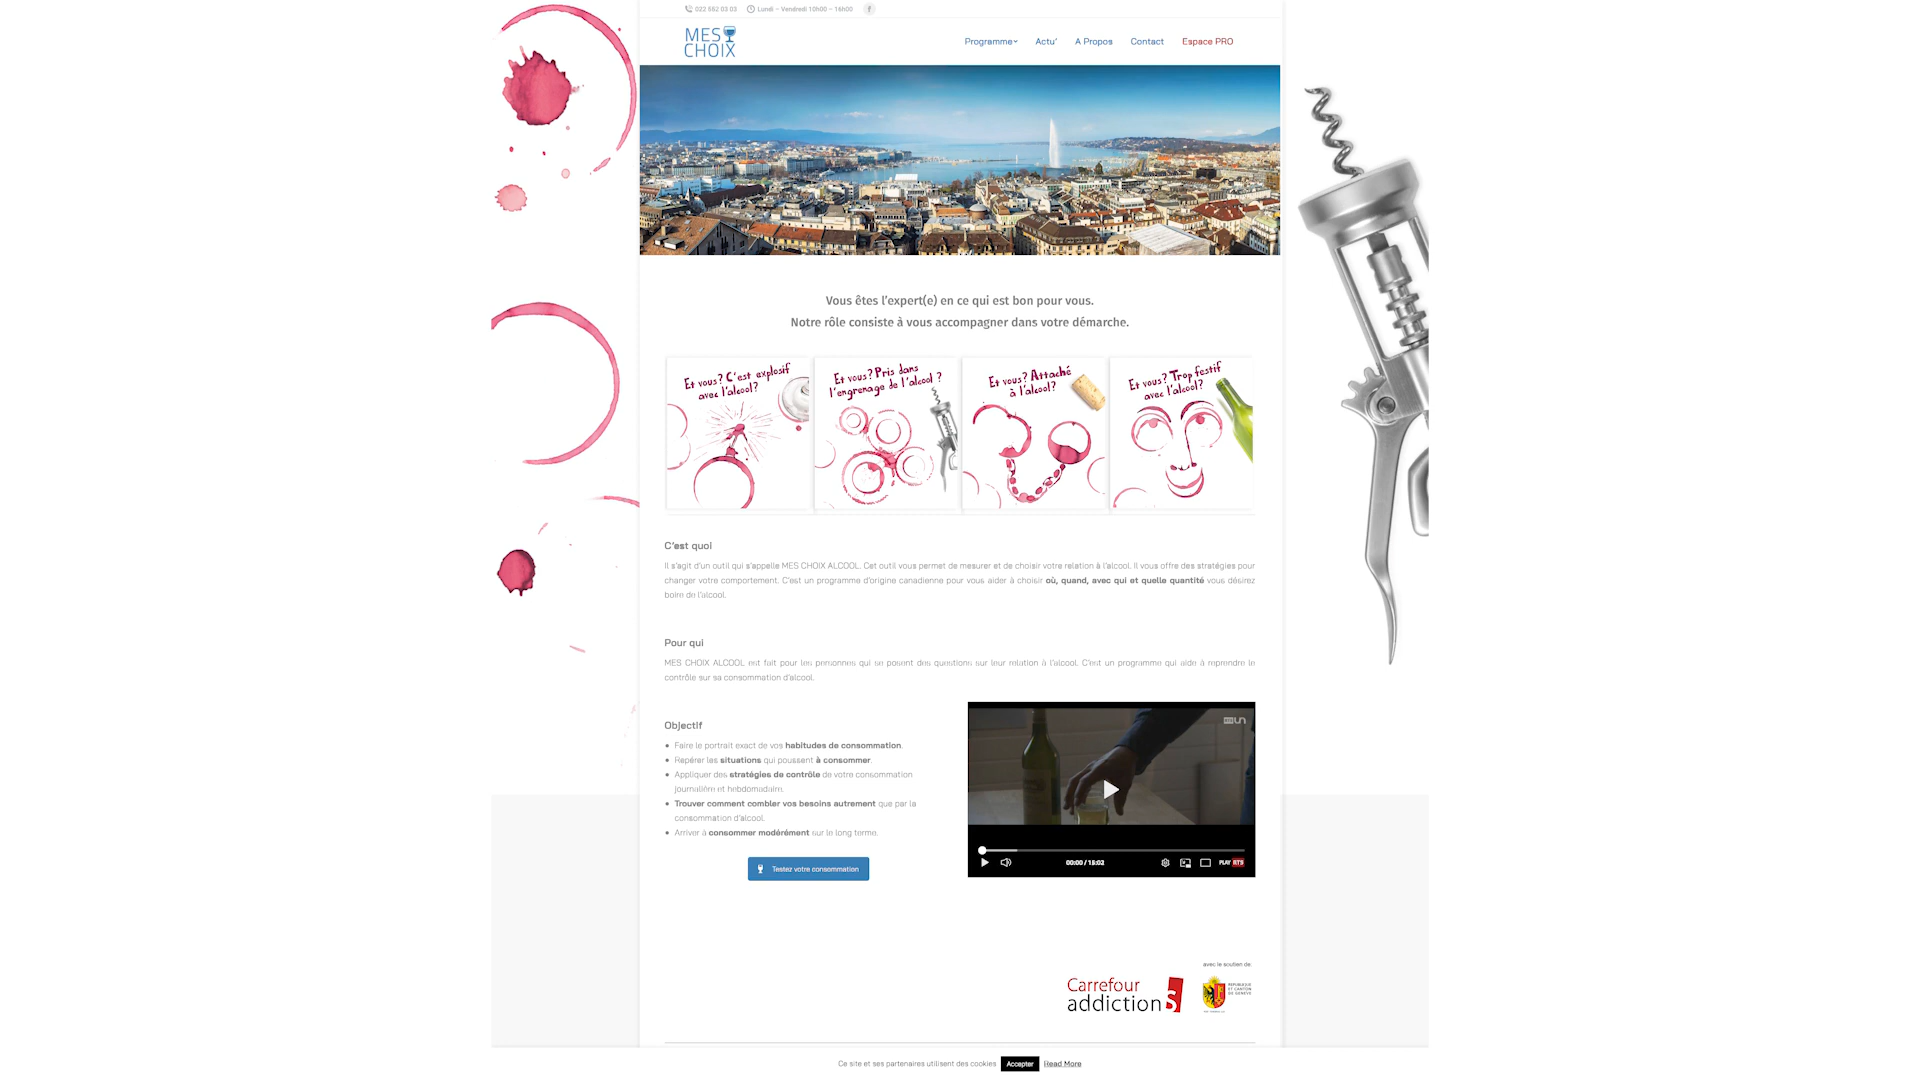 022 552 03 03 Lundi – Vendredi 10h00 – 16h00
MES
CHOIX
Programme Actu' A Propos Contact Espace PRO
Vous êtes l'expert(e) en ce qui est bon pour vous.
Notre rôle consiste à vous accompagner dans votre démarche.
Et vous? C'est explosif
avec l'alcool?
Et vous? Pris dans
l'engrenage de l'alcool ?
Et vous? Attaché
à l'alcool?
Et vous? Trop festif
avec l'alcool?
C'est quoi
Il s'agit d'un outil qui s'appelle MES CHOIX ALCOOL. Cet outil vous permet de mesurer et de choisir votre relation à l'alcool. Il vous offre des stratégies pour
changer votre comportement. C'est un programme d'origine canadienne pour vous aider à choisir où, quand, avec qui et quelle quantité vous désirez
boire de l'alcool.
Pour qui
MES CHOIX ALCOOL est fait pour les personnes qui se posent des questions sur leur relation à l'alcool. C'est un programme qui aide à reprendre le
contrôle sur sa consommation d'alcool.
Objectif
Faire le portrait exact de vos habitudes de consommation.
Repérer les situations qui poussent à consommer.
Appliquer des stratégies de contrôle de votre consommation
journalière et hebdomadaire.
Trouver comment combler vos besoins autrement que par la
consommation d'alcool.
Arriver à consommer modérément sur le long terme.
Testez votre consommation
00:00 / 15:02
PLAY RTS
avec le soutien de:
Carrefour
addictionS
REPUBLIQUE
ET CANTON
DE GENEVE
Ce site et ses partenaires utilisent des cookies Accepter Read More